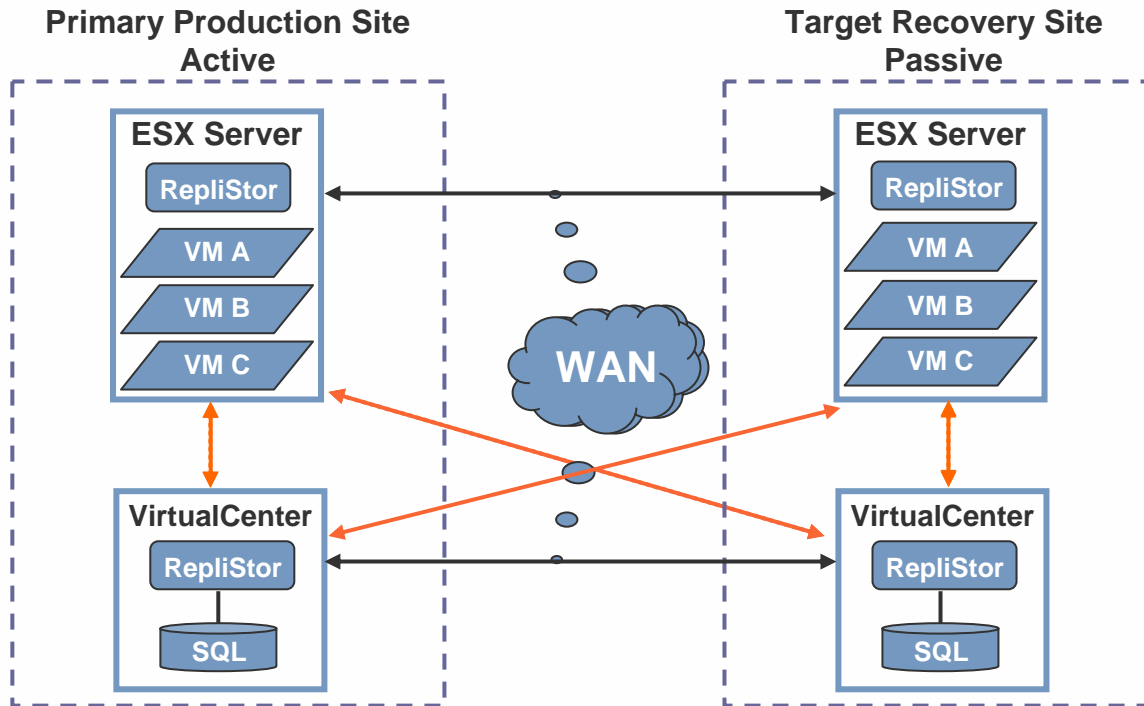 Primary Production Site
Active
Target Recovery Site
Passive
ESX Server
RepliStor
VM A
VM B
VM C
WAN
ESX Server
RepliStor
VM A
VM B
VM C
VirtualCenter
RepliStor
SQL
VirtualCenter
RepliStor
SQL